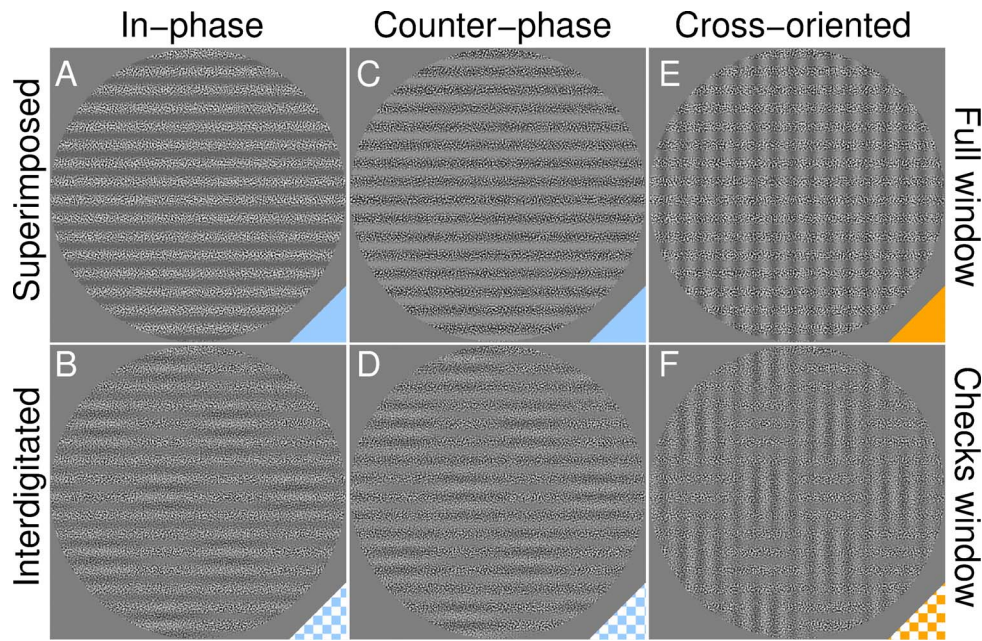 In-phase
Counter-phase
Cross-oriented
Superimposed
A
C
E
Full window
Interdigitated
B
D
F
Checks window